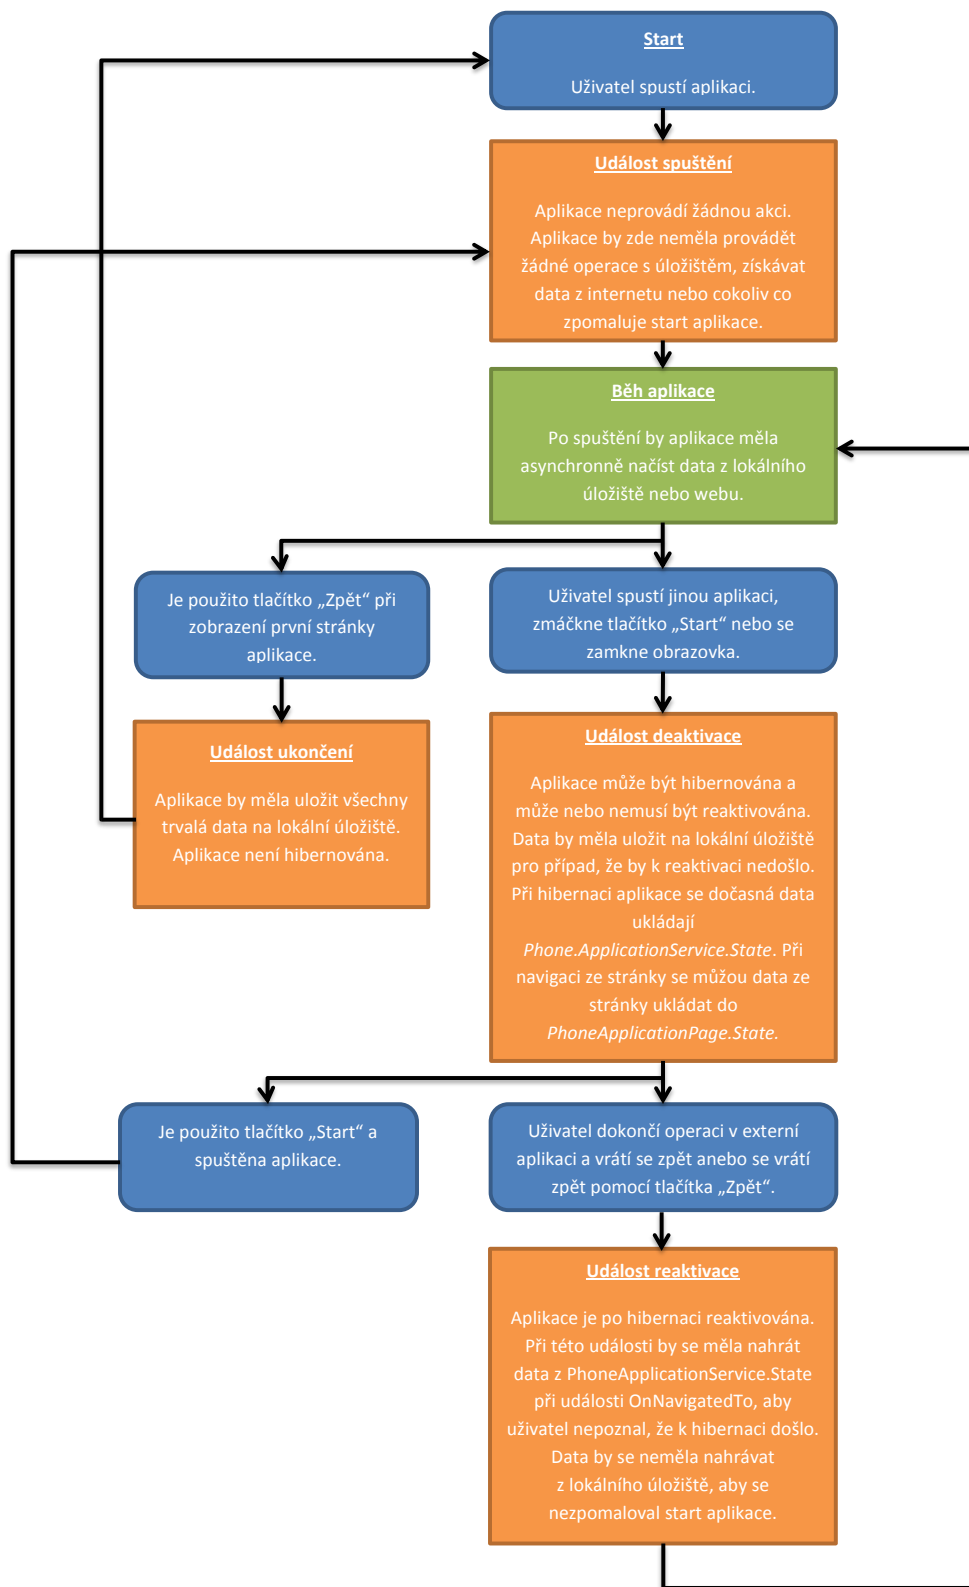 Start
Uživatel spustí aplikaci.
Událost spuštění
Aplikace neprovádí žádnou akci.
Aplikace by zde neměla provádět
žádné operace s úložištěm, získávat
data z internetu nebo cokoliv co
zpomaluje start aplikace.
Běh aplikace
Po spuštění by aplikace měla
asynchronně načíst data z lokálního
úložiště nebo webu.
Je použito tlačítko „Zpět“ při
zobrazení první stránky
aplikace.
Uživatel spustí jinou aplikaci,
zmáčkne tlačítko „Start“ nebo se
zamkne obrazovka.
Událost ukončení
Aplikace by měla uložit všechny
trvalá data na lokální úložiště.
Aplikace není hibernována.
Událost deaktivace
Aplikace může být hibernována a
může nebo nemusí být reaktivována.
Data by měla uložit na lokální úložiště
pro případ, že by k reaktivaci nedošlo.
Při hibernaci aplikace se dočasná data
ukládají
Phone.ApplicationService.State. Při
navigaci ze stránky se můžou data ze
stránky ukládat do
PhoneApplicationPage.State.
Je použito tlačítko „Start“ a
spuštěna aplikace.
Uživatel dokončí operaci v externí
aplikaci a vrátí se zpět anebo se vrátí
zpět pomocí tlačítka „Zpět“.
Událost reaktivace
Aplikace je po hibernaci reaktivována.
Při této události by se měla nahrát
data z PhoneApplicationService.State
při události OnNavigatedTo, aby
uživatel nepoznal, že k hibernaci došlo.
Data by se neměla nahrávat
z lokálního úložiště, aby se
nezpomaloval start aplikace.